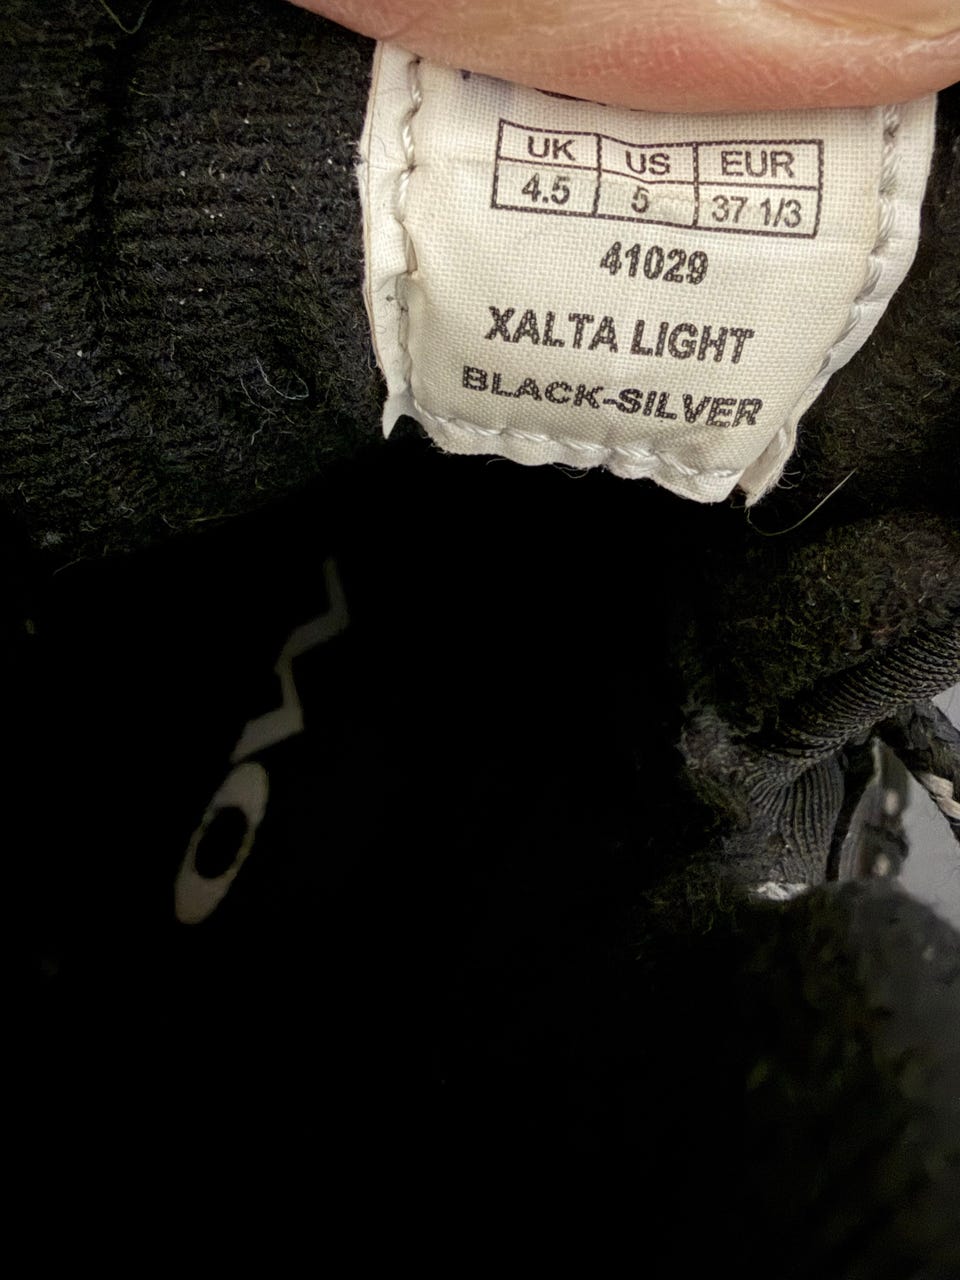 UK US EUR
4.5 5 37 1/3
41029
XALTA LIGHT
BLACK-SILVER